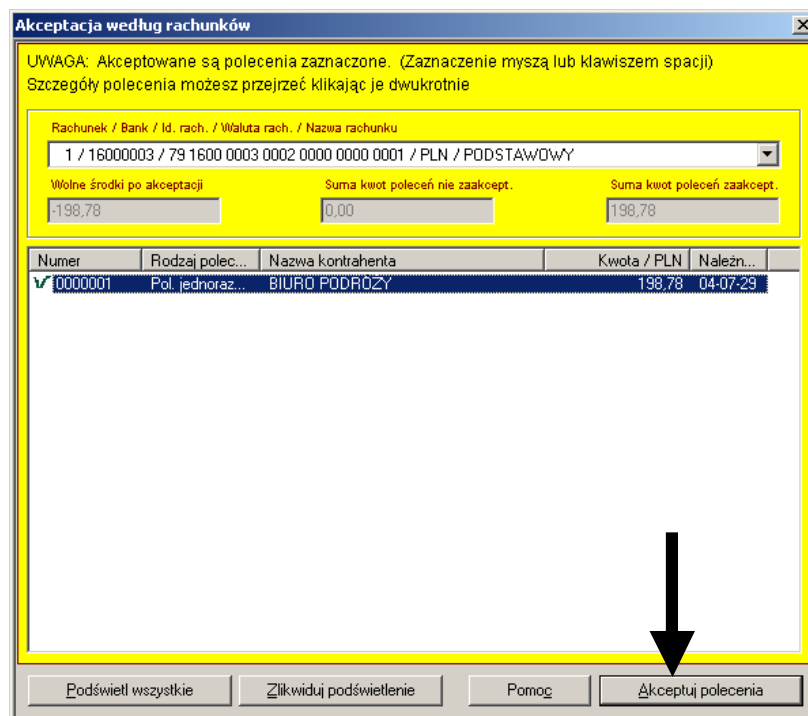 Akceptacja według rachunków
UWAGA: Akceptowane są polecenia zaznaczone. (Zaznaczenie myszą lub klawiszem spacji)
Szczegóły polecenia możesz przejrzeć klikając je dwukrotnie
Rachunek / Bank / Id. rach. / Waluta rach. / Nazwa rachunku
1 / 16000003 / 79 1600 0003 0002 0000 0000 0001 / PLN / PODSTAWOWY
Wolne środki po akceptacji Suma kwot poleceń nie zaakcept. Suma kwot poleceń zaakcept.
-198,78 0,00 198,78
Numer Rodzaj polec... Nazwa kontrahenta Kwota / PLN Należn...
0000001 Pol. jednoraz... BIURO PODRÓŻY 198,78 04-07-29
Podświetl wszystkie Zlikwiduj podświetlenie Pomoc Akceptuj polecenia